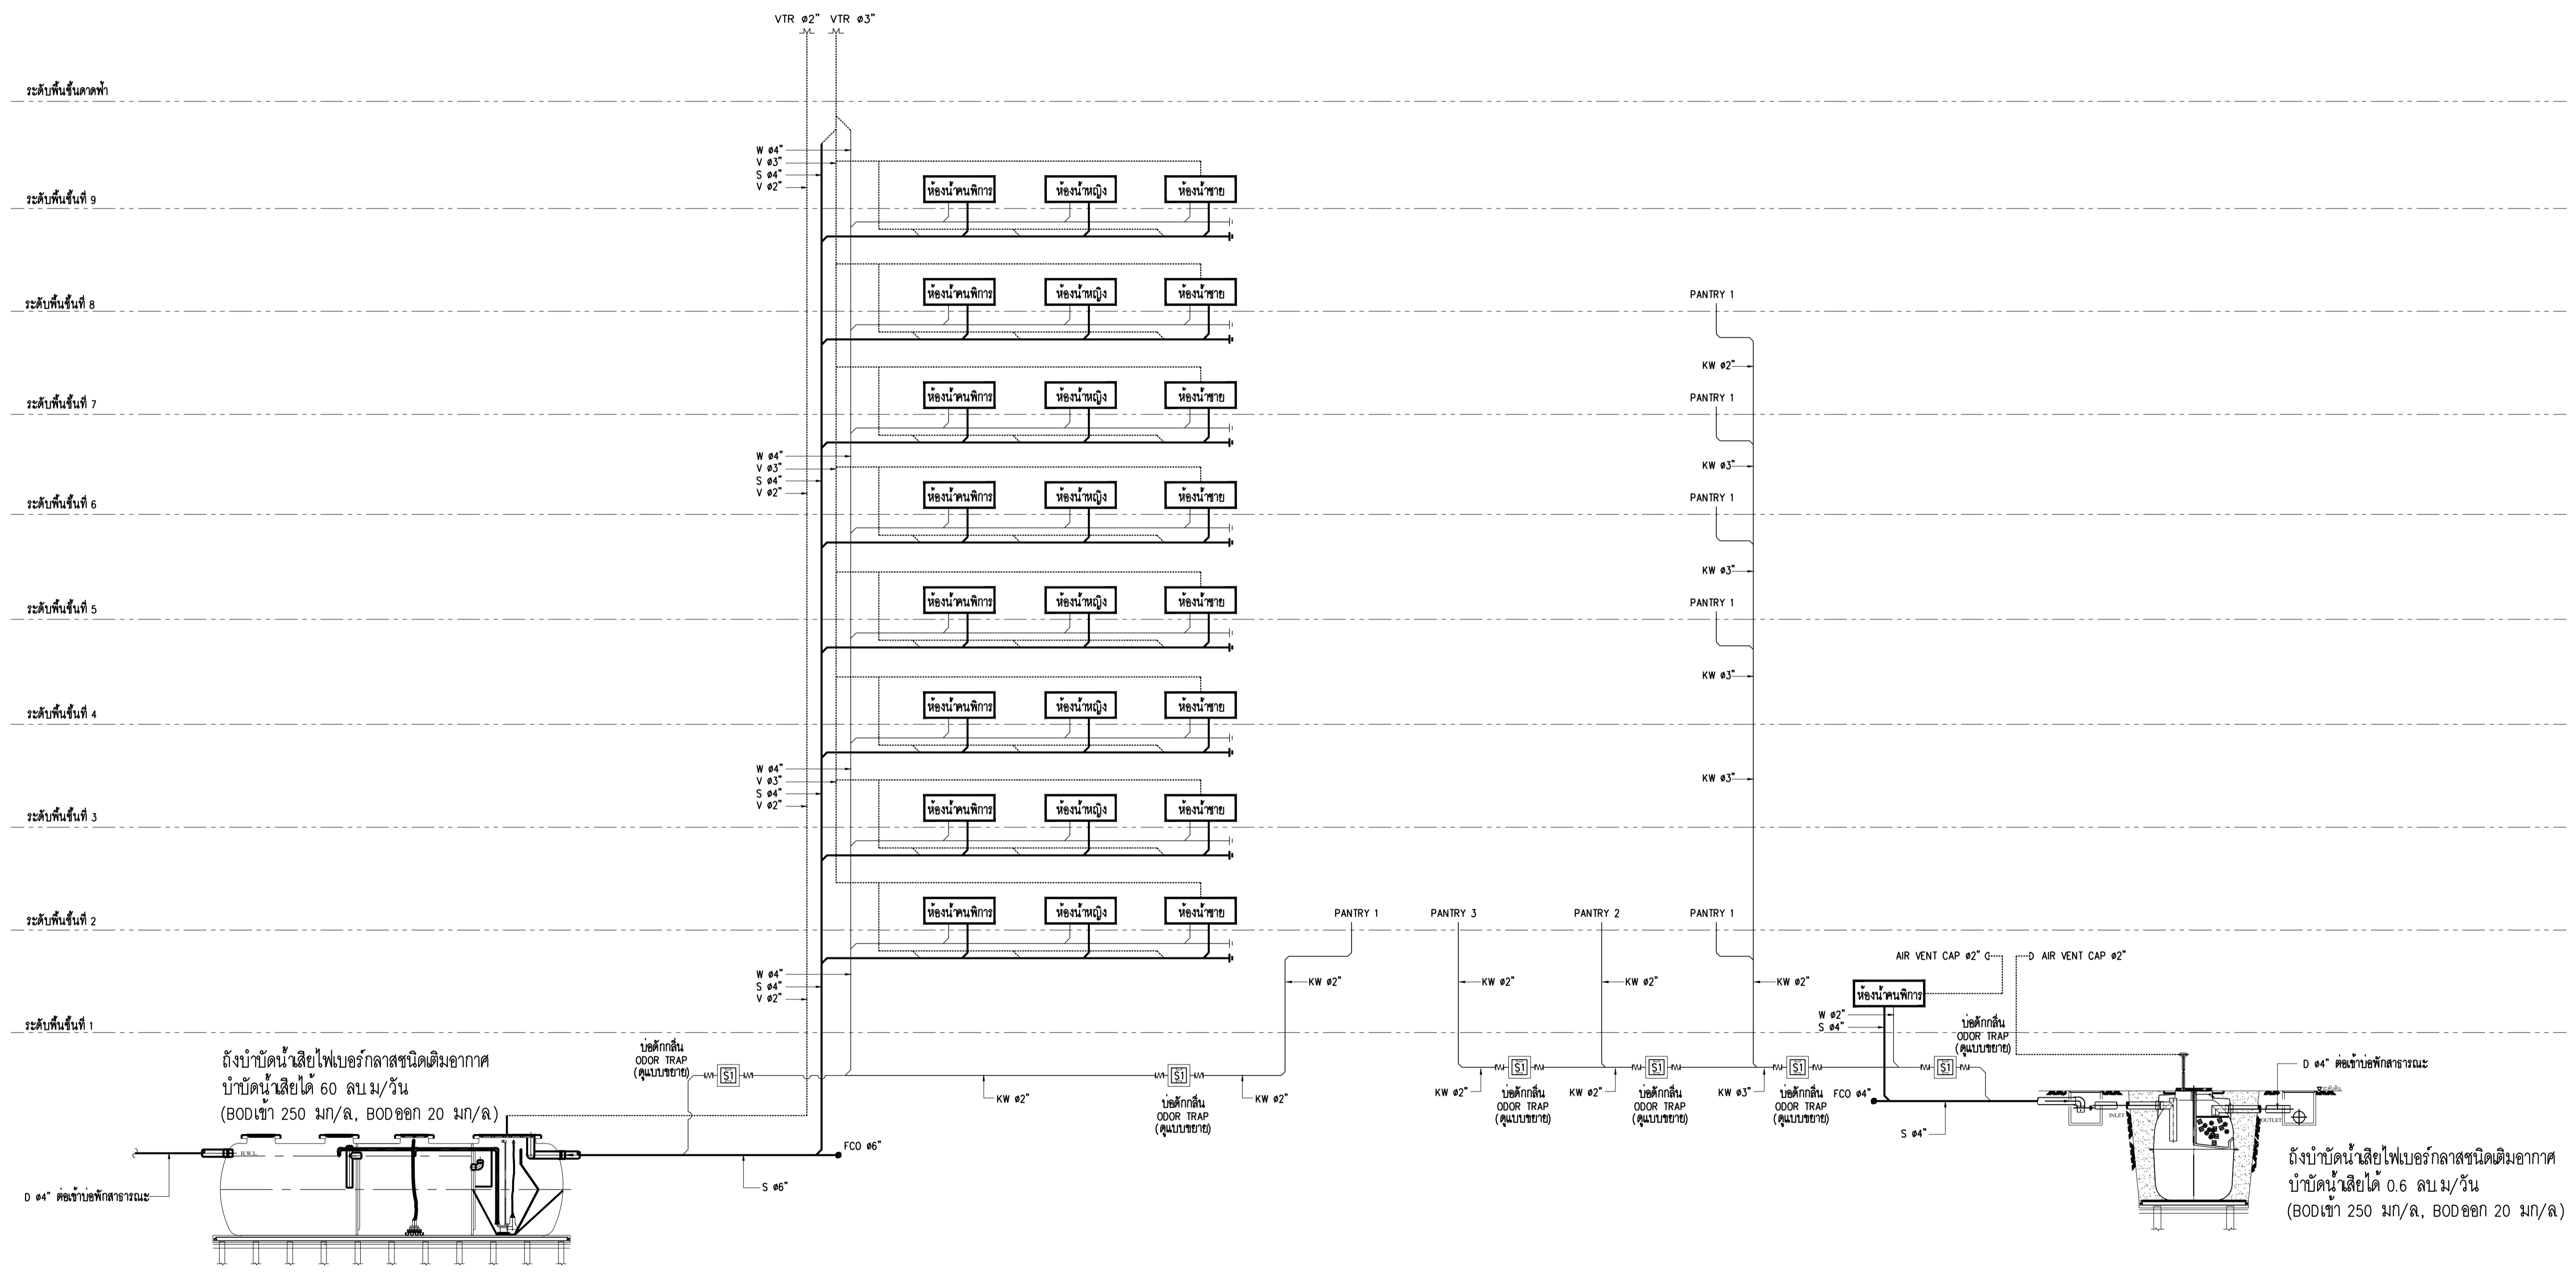 VTR ø2" VTR ø3"
ระดับพื้นชั้นดาดฟ้า
W ø4"
V ø3"
S ø4"
V ø2"
ห้องน้ำคนพิการ ห้องน้ำหญิง ห้องน้ำชาย
ระดับพื้นชั้นที่ 9
ห้องน้ำคนพิการ ห้องน้ำหญิง ห้องน้ำชาย
PANTRY 1
ระดับพื้นชั้นที่ 8
KW ø2"
ห้องน้ำคนพิการ ห้องน้ำหญิง ห้องน้ำชาย
PANTRY 1
ระดับพื้นชั้นที่ 7
W ø4"
V ø3"
S ø4"
V ø2"
KW ø3"
ห้องน้ำคนพิการ ห้องน้ำหญิง ห้องน้ำชาย
PANTRY 1
ระดับพื้นชั้นที่ 6
KW ø3"
ห้องน้ำคนพิการ ห้องน้ำหญิง ห้องน้ำชาย
PANTRY 1
ระดับพื้นชั้นที่ 5
KW ø3"
ห้องน้ำคนพิการ ห้องน้ำหญิง ห้องน้ำชาย
ระดับพื้นชั้นที่ 4
W ø4"
V ø3"
S ø4"
V ø2"
KW ø3"
ห้องน้ำคนพิการ ห้องน้ำหญิง ห้องน้ำชาย
ระดับพื้นชั้นที่ 3
ห้องน้ำคนพิการ ห้องน้ำหญิง ห้องน้ำชาย
PANTRY 1 PANTRY 3 PANTRY 2 PANTRY 1
ระดับพื้นชั้นที่ 2
AIR VENT CAP ø2" AIR VENT CAP ø2"
W ø4"
S ø4"
V ø2"
KW ø2" KW ø2" KW ø2" KW ø2"
ห้องน้ำคนพิการ
W ø2"
S ø4"
ระดับพื้นชั้นที่ 1
บ่อดักกลิ่น
ODOR TRAP
(ดูแบบขยาย)
บ่อดักกลิ่น
ODOR TRAP
(ดูแบบขยาย)
ถังบำบัดน้ำเสียไฟเบอร์กลาสชนิดเติมอากาศ
บำบัดน้ำเสียได้ 60 ลบ.ม/วัน
(BODเข้า 250 มก/ล, BODออก 20 มก/ล)
S1 S1 S1 S1 S1 S1
D ø4" ต่อเข้าบ่อพักสาธารณะ
KW ø2" KW ø2" KW ø2" KW ø2" KW ø3"
บ่อดักกลิ่น
ODOR TRAP
(ดูแบบขยาย)
บ่อดักกลิ่น
ODOR TRAP
(ดูแบบขยาย)
บ่อดักกลิ่น
ODOR TRAP
(ดูแบบขยาย)
บ่อดักกลิ่น
ODOR TRAP
(ดูแบบขยาย)
FCO ø4"
S ø4"
INLET
OUTLET
H.W.L.
FCO ø6"
S ø6"
D ø4" ต่อเข้าบ่อพักสาธารณะ
ถังบำบัดน้ำเสียไฟเบอร์กลาสชนิดเติมอากาศ
บำบัดน้ำเสียได้ 0.6 ลบ.ม/วัน
(BODเข้า 250 มก/ล, BODออก 20 มก/ล)